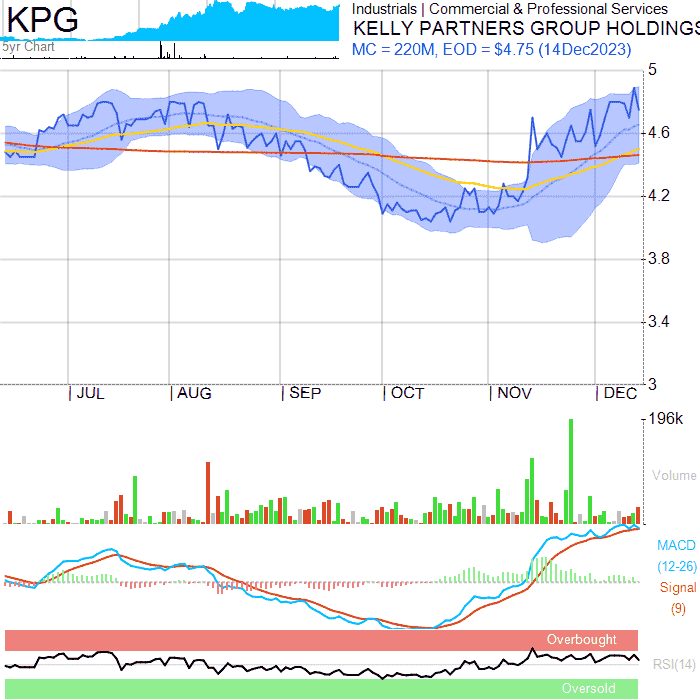 KPG
5yr Chart
Industrials | Commercial & Professional Services
KELLY PARTNERS GROUP HOLDINGS
MC = 220M, EOD = $4.75 (14Dec2023)
5
4.6
4.2
3.8
3.4
3
JUL
AUG
SEP
OCT
NOV
DEC
196k
Volume
MACD
(12-26)
Signal
(9)
Overbought
RSI(14)
Oversold